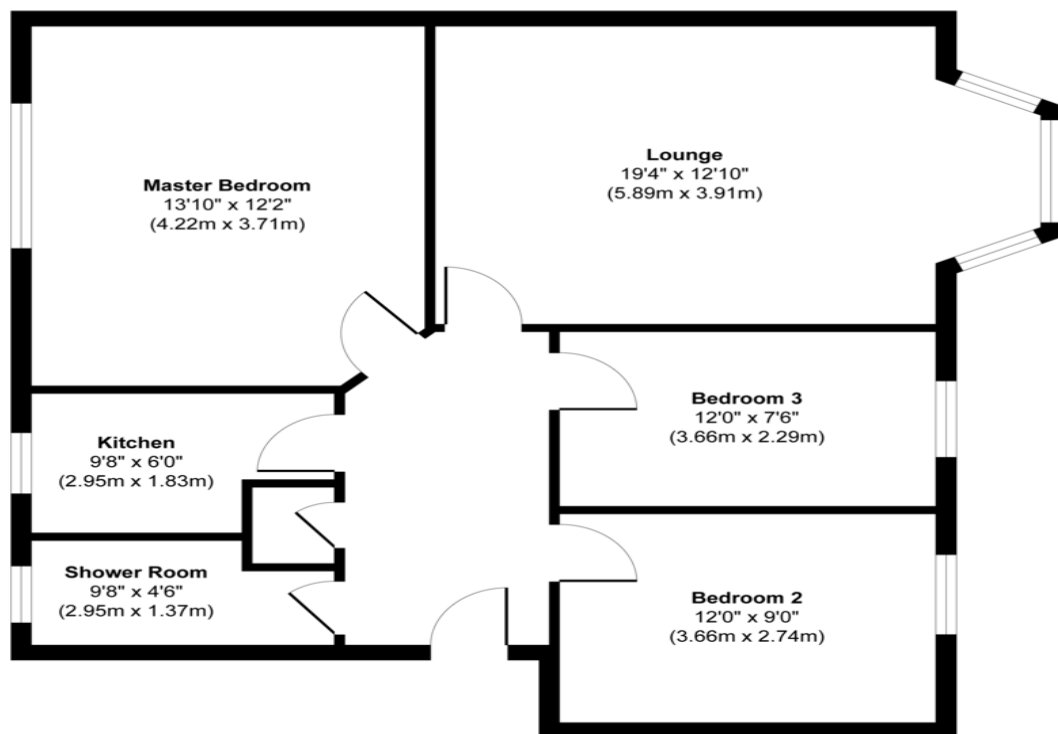 Master Bedroom
13'10" x 12'2"
(4.22m x 3.71m)
Lounge
19'4" x 12'10"
(5.89m x 3.91m)
Kitchen
9'8" x 6'0"
(2.95m x 1.83m)
Bedroom 3
12'0" x 7'6"
(3.66m x 2.29m)
Shower Room
9'8" x 4'6"
(2.95m x 1.37m)
Bedroom 2
12'0" x 9'0"
(3.66m x 2.74m)